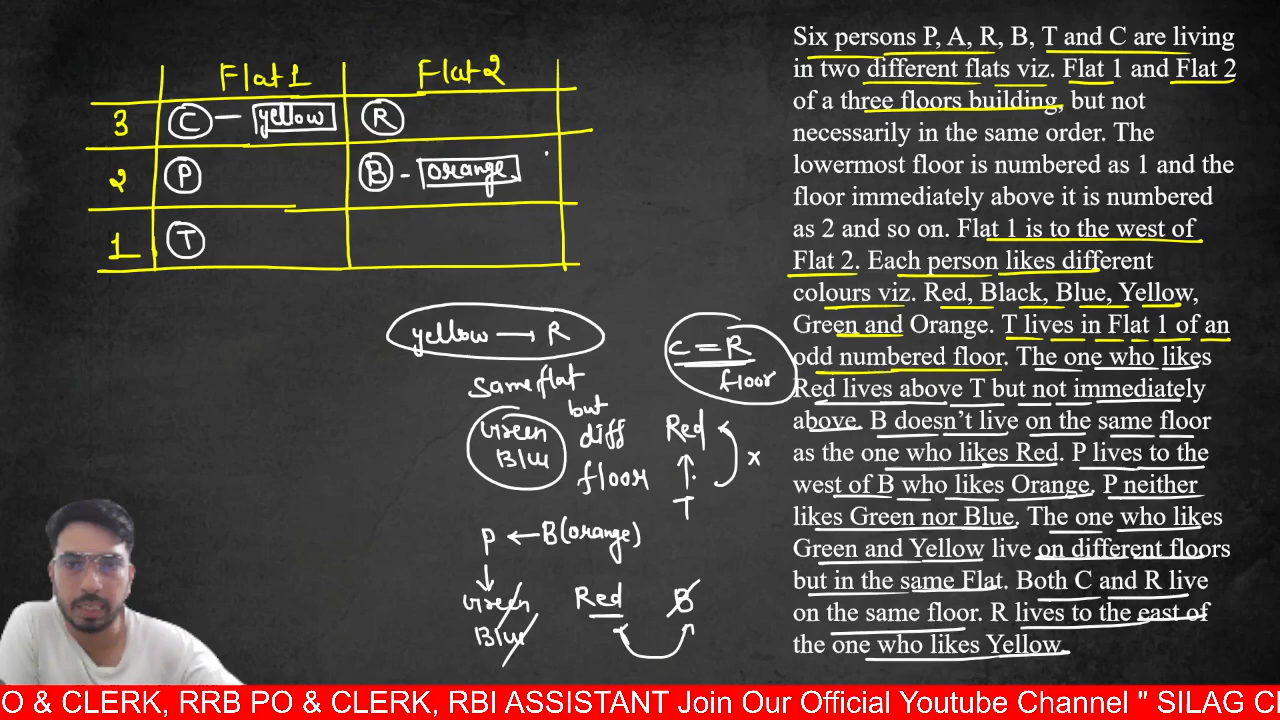 Flat 1 Flat 2
3 C – yellow R
2 P B - orange
1 T
yellow → R
C = R
floor
Same flat
but
diff
floor
Green
Blue
Red
x
T
P ← B(orange)
Green
Blue
Red B
Six persons P, A, R, B, T and C are living
in two different flats viz. Flat 1 and Flat 2
of a three floors building, but not
necessarily in the same order. The
lowermost floor is numbered as 1 and the
floor immediately above it is numbered
as 2 and so on. Flat 1 is to the west of
Flat 2. Each person likes different
colours viz. Red, Black, Blue, Yellow,
Green and Orange. T lives in Flat 1 of an
odd numbered floor. The one who likes
Red lives above T but not immediately
above. B doesn’t live on the same floor
as the one who likes Red. P lives to the
west of B who likes Orange. P neither
likes Green nor Blue. The one who likes
Green and Yellow live on different floors
but in the same Flat. Both C and R live
on the same floor. R lives to the east of
the one who likes Yellow.
O & CLERK, RRB PO & CLERK, RBI ASSISTANT Join Our Official Youtube Channel " SILAG C